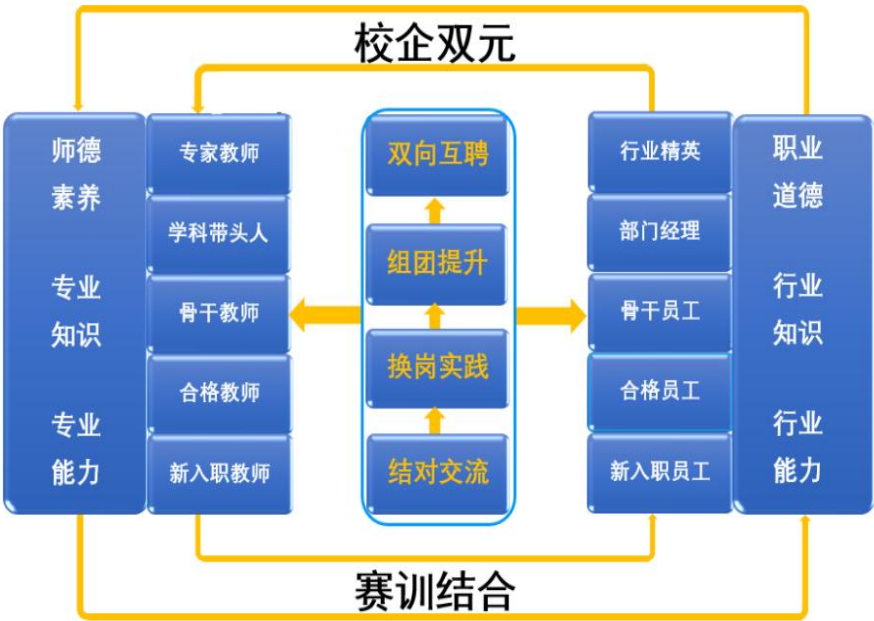 校企双元
师德
素养
专业
知识
专业
能力
专家教师
学科带头人
骨干教师
合格教师
新入职教师
双向互聘
组团提升
换岗实践
结对交流
行业精英
部门经理
骨干员工
合格员工
新入职员工
职业
道德
行业
知识
行业
能力
赛训结合